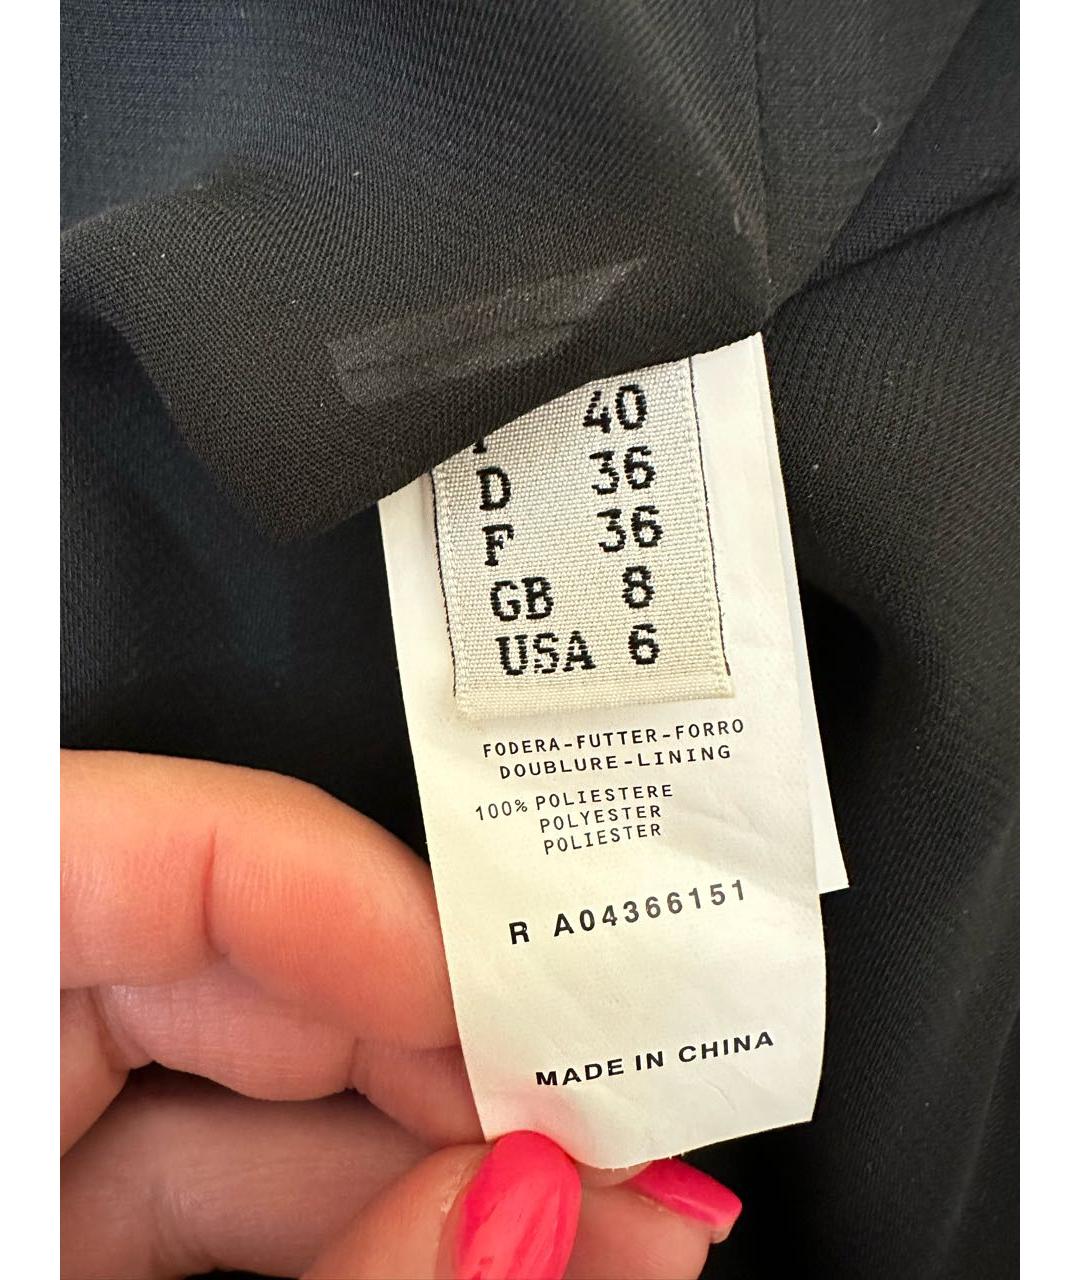 40
D 36
F 36
GB 8
USA 6
FODERA-FUTTER-FORRO
DOUBLURE-LINING
100% POLIESTERE
POLYESTER
POLIESTER
R A04366151
MADE IN CHINA